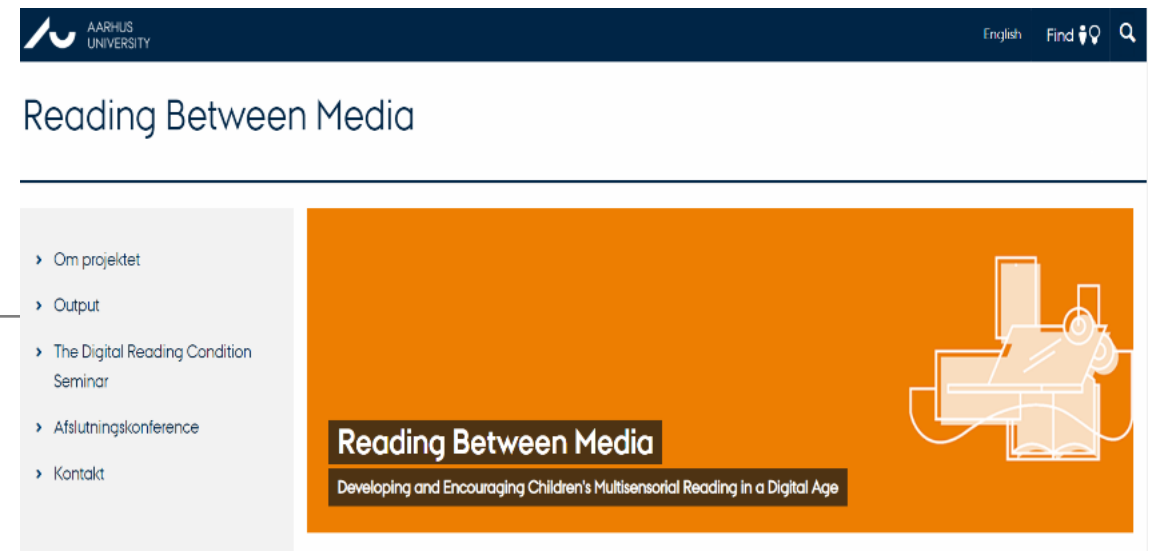 AARHUS
UNIVERSITY
English
Find
Reading Between Media
Om projektet
Output
The Digital Reading Condition
Seminar
Afslutningskonference
Kontakt
Reading Between Media
Developing and Encouraging Children's Multisensorial Reading in a Digital Age